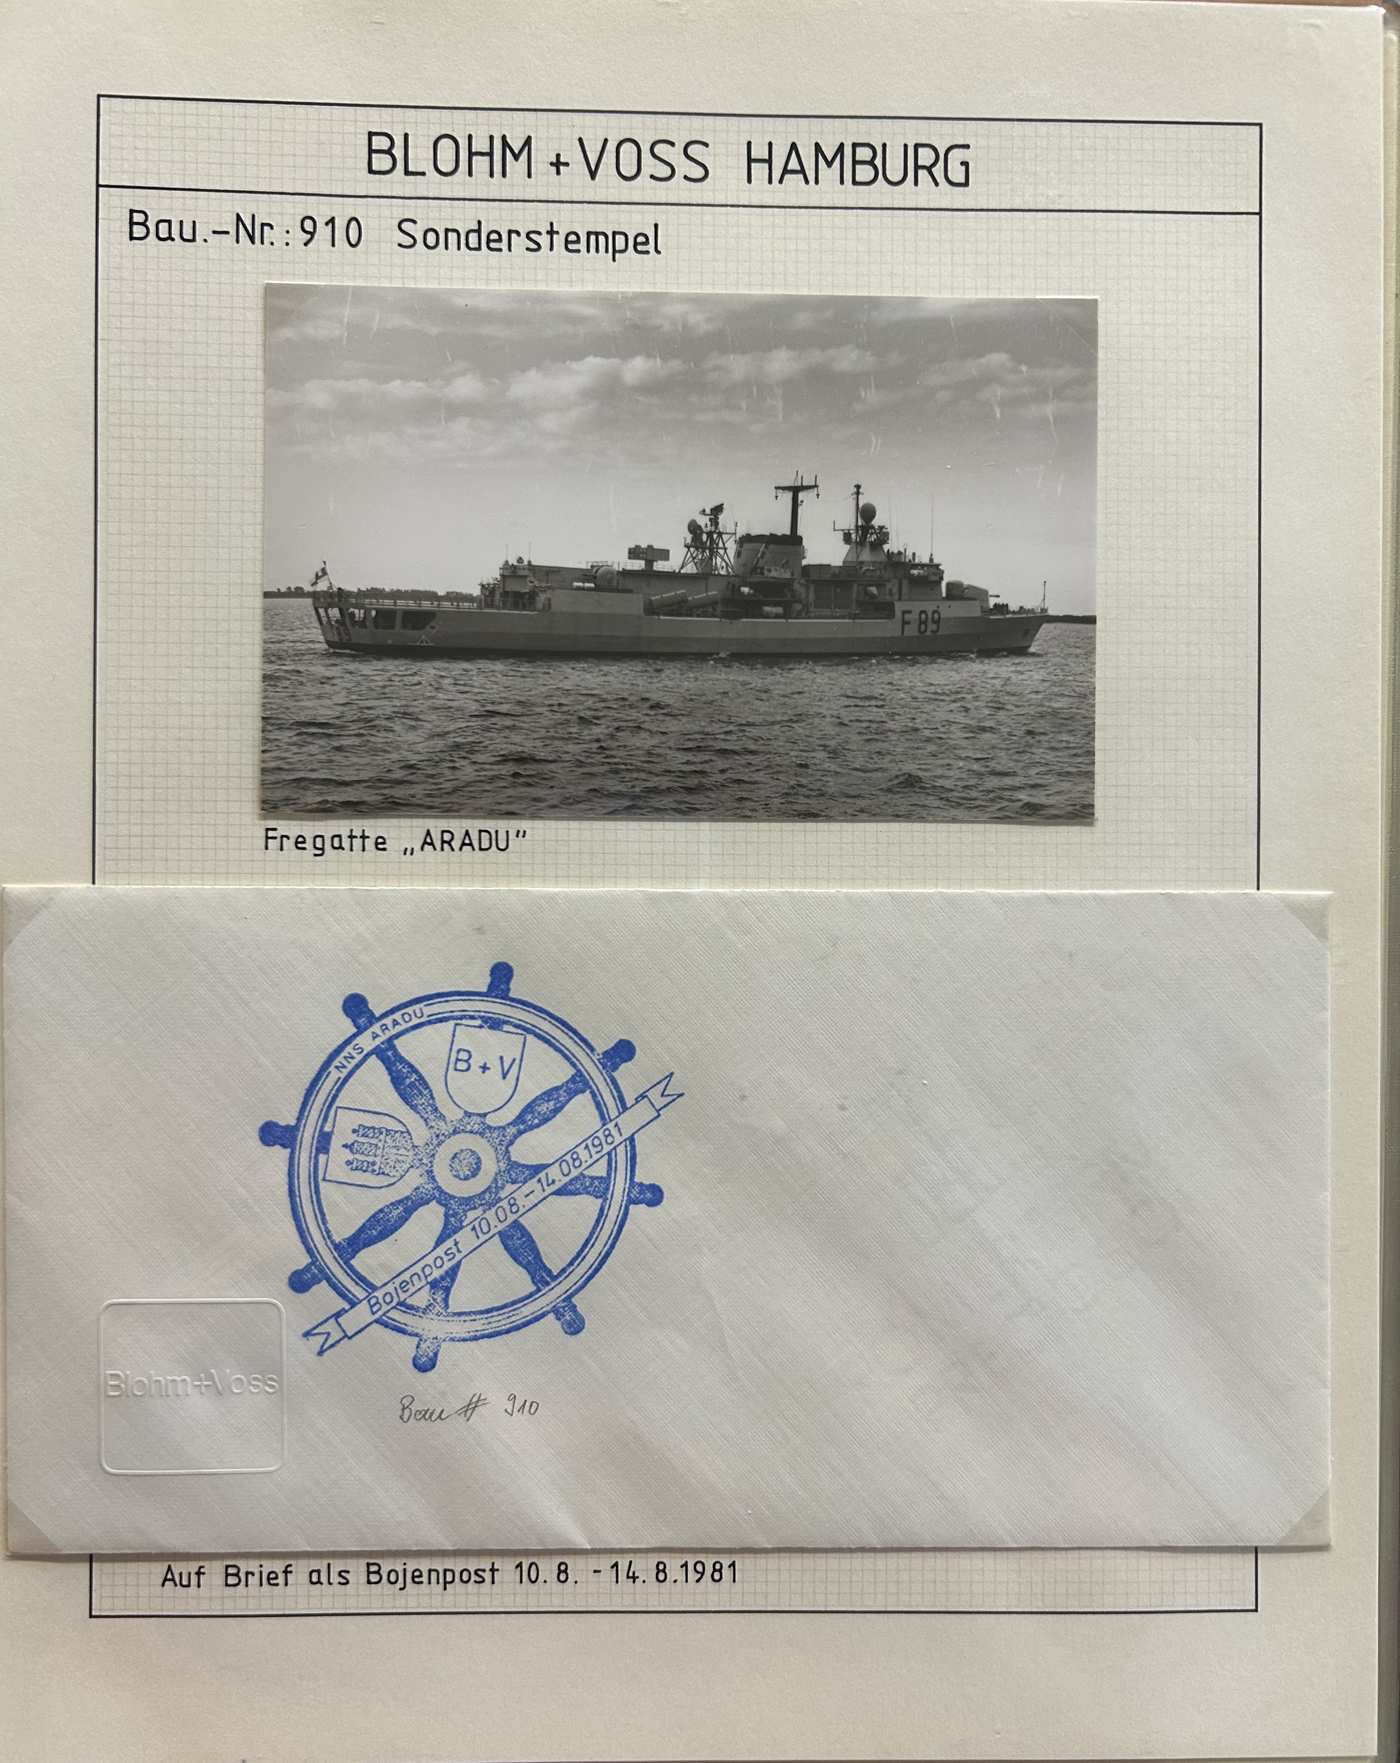 BLOHM + VOSS HAMBURG
Bau.-Nr.: 910 Sonderstempel
F 89
Fregatte „ARADU"
NNS ARADU
B + V
Bojenpost 10.08.-14.08.1981
Blohm+Voss
Bau # 910
Auf Brief als Bojenpost 10.8. - 14.8.1981